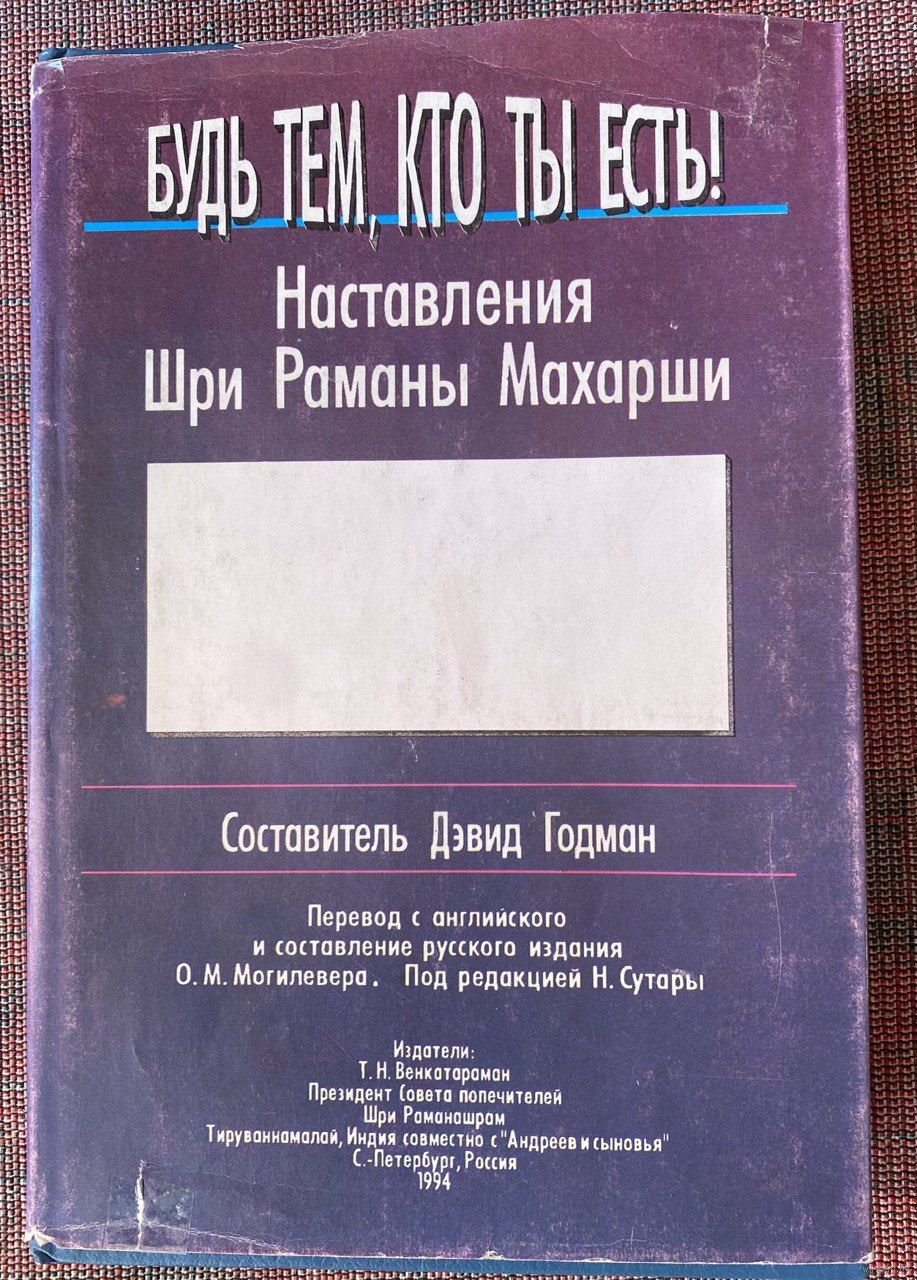 БУДЬ ТЕМ, КТО ТЫ ЕСТЬ!
Наставления
Шри Раманы Махарши
Составитель Дэвид Годман
Перевод с английского
и составление русского издания
О. М. Могилевера. Под редакцией Н. Сутары
Издатели:
Т. Н. Венкатараман
Президент Совета попечителей
Шри Раманашрам
Тируваннамалай, Индия совместно с "Андреев и сыновья"
С.-Петербург, Россия
1994